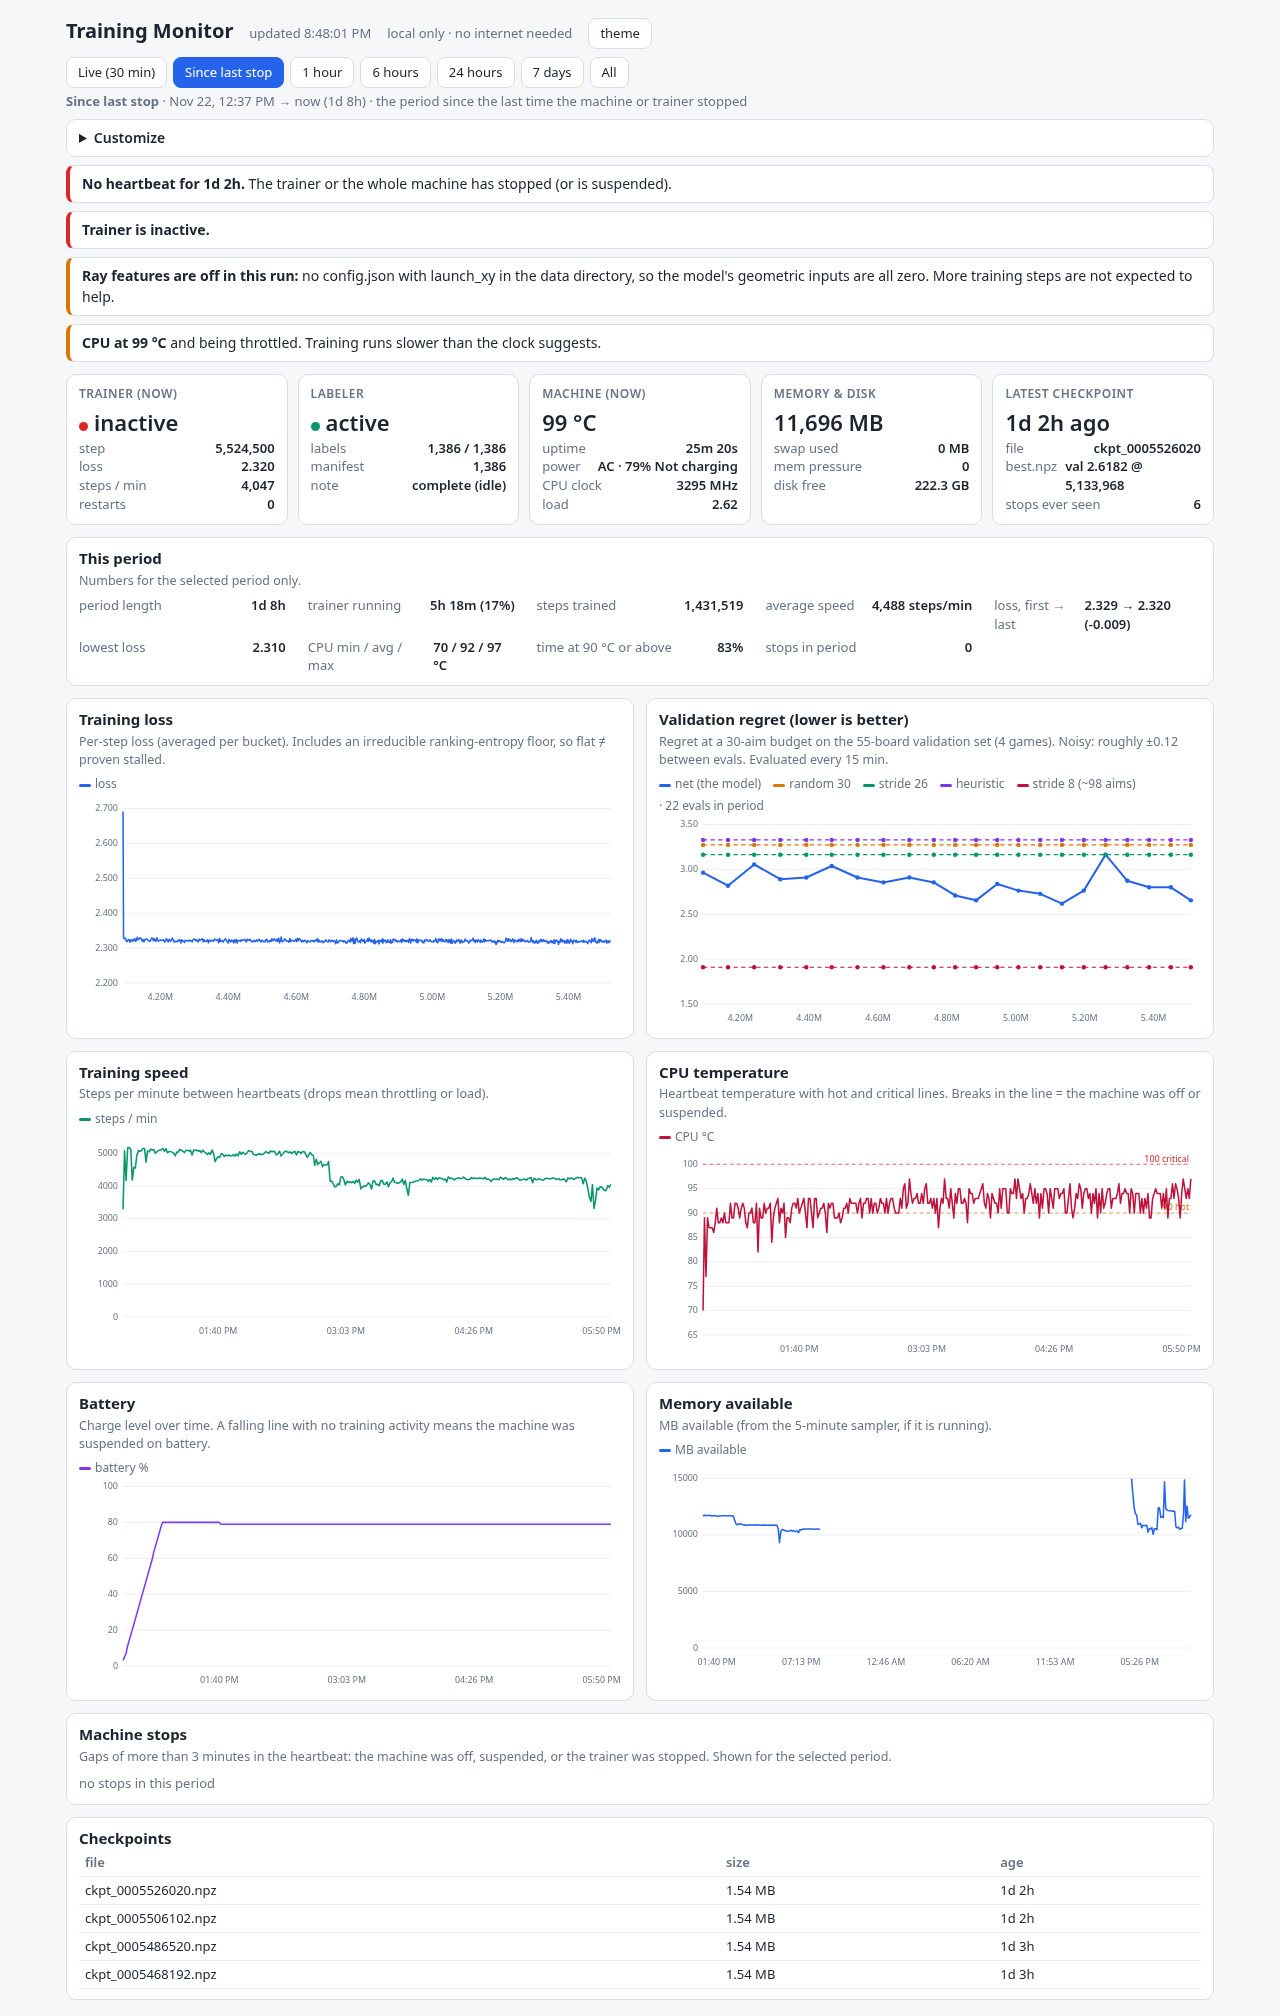 Training Monitor updated 8:48:01 PM local only · no internet needed theme
Live (30 min) Since last stop 1 hour 6 hours 24 hours 7 days All
Since last stop · Nov 22, 12:37 PM → now (1d 8h) · the period since the last time the machine or trainer stopped
▶ Customize
No heartbeat for 1d 2h. The trainer or the whole machine has stopped (or is suspended).
Trainer is inactive.
Ray features are off in this run: no config.json with launch_xy in the data directory, so the model's geometric inputs are all zero. More training steps are not expected to
help.
CPU at 99 °C and being throttled. Training runs slower than the clock suggests.
TRAINER (NOW)
inactive
step 5,524,500
loss 2.320
steps / min 4,047
restarts 0
LABELER
active
labels 1,386 / 1,386
manifest 1,386
note complete (idle)
MACHINE (NOW)
99 °C
uptime 25m 20s
power AC · 79% Not charging
CPU clock 3295 MHz
load 2.62
MEMORY & DISK
11,696 MB
swap used 0 MB
mem pressure 0
disk free 222.3 GB
LATEST CHECKPOINT
1d 2h ago
file ckpt_0005526020
best.npz val 2.6182 @
5,133,968
stops ever seen 6
This period
Numbers for the selected period only.
period length 1d 8h trainer running 5h 18m (17%) steps trained 1,431,519 average speed 4,488 steps/min loss, first → 2.329 → 2.320
last (-0.009)
lowest loss 2.310 CPU min / avg / 70 / 92 / 97 time at 90 °C or above 83% stops in period 0
max °C
Training loss
Per-step loss (averaged per bucket). Includes an irreducible ranking-entropy floor, so flat ≠
proven stalled.
loss
2.700
2.600
2.500
2.400
2.300
2.200
4.20M 4.40M 4.60M 4.80M 5.00M 5.20M 5.40M
Validation regret (lower is better)
Regret at a 30-aim budget on the 55-board validation set (4 games). Noisy: roughly ±0.12
between evals. Evaluated every 15 min.
net (the model) random 30 stride 26 heuristic stride 8 (~98 aims)
· 22 evals in period
3.50
3.00
2.50
2.00
1.50
4.20M 4.40M 4.60M 4.80M 5.00M 5.20M 5.40M
Training speed
Steps per minute between heartbeats (drops mean throttling or load).
steps / min
5000
4000
3000
2000
1000
0
01:40 PM 03:03 PM 04:26 PM 05:50 PM
CPU temperature
Heartbeat temperature with hot and critical lines. Breaks in the line = the machine was off or
suspended.
CPU °C
100 critical
100
95
90 hot
85
80
75
70
65
01:40 PM 03:03 PM 04:26 PM 05:50 PM
Battery
Charge level over time. A falling line with no training activity means the machine was
suspended on battery.
battery %
100
80
60
40
20
0
01:40 PM 03:03 PM 04:26 PM 05:50 PM
Memory available
MB available (from the 5-minute sampler, if it is running).
MB available
15000
10000
5000
0
01:40 PM 07:13 PM 12:46 AM 06:20 AM 11:53 AM 05:26 PM
Machine stops
Gaps of more than 3 minutes in the heartbeat: the machine was off, suspended, or the trainer was stopped. Shown for the selected period.
no stops in this period
Checkpoints
file size age
ckpt_0005526020.npz 1.54 MB 1d 2h
ckpt_0005506102.npz 1.54 MB 1d 2h
ckpt_0005486520.npz 1.54 MB 1d 3h
ckpt_0005468192.npz 1.54 MB 1d 3h